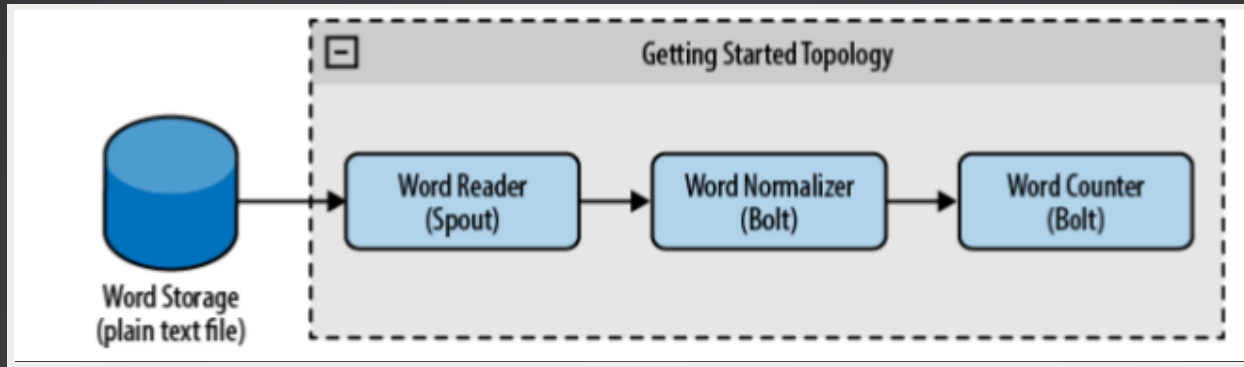 Getting Started Topology
Word Reader
(Spout)
Word Normalizer
(Bolt)
Word Counter
(Bolt)
Word Storage
(plain text file)